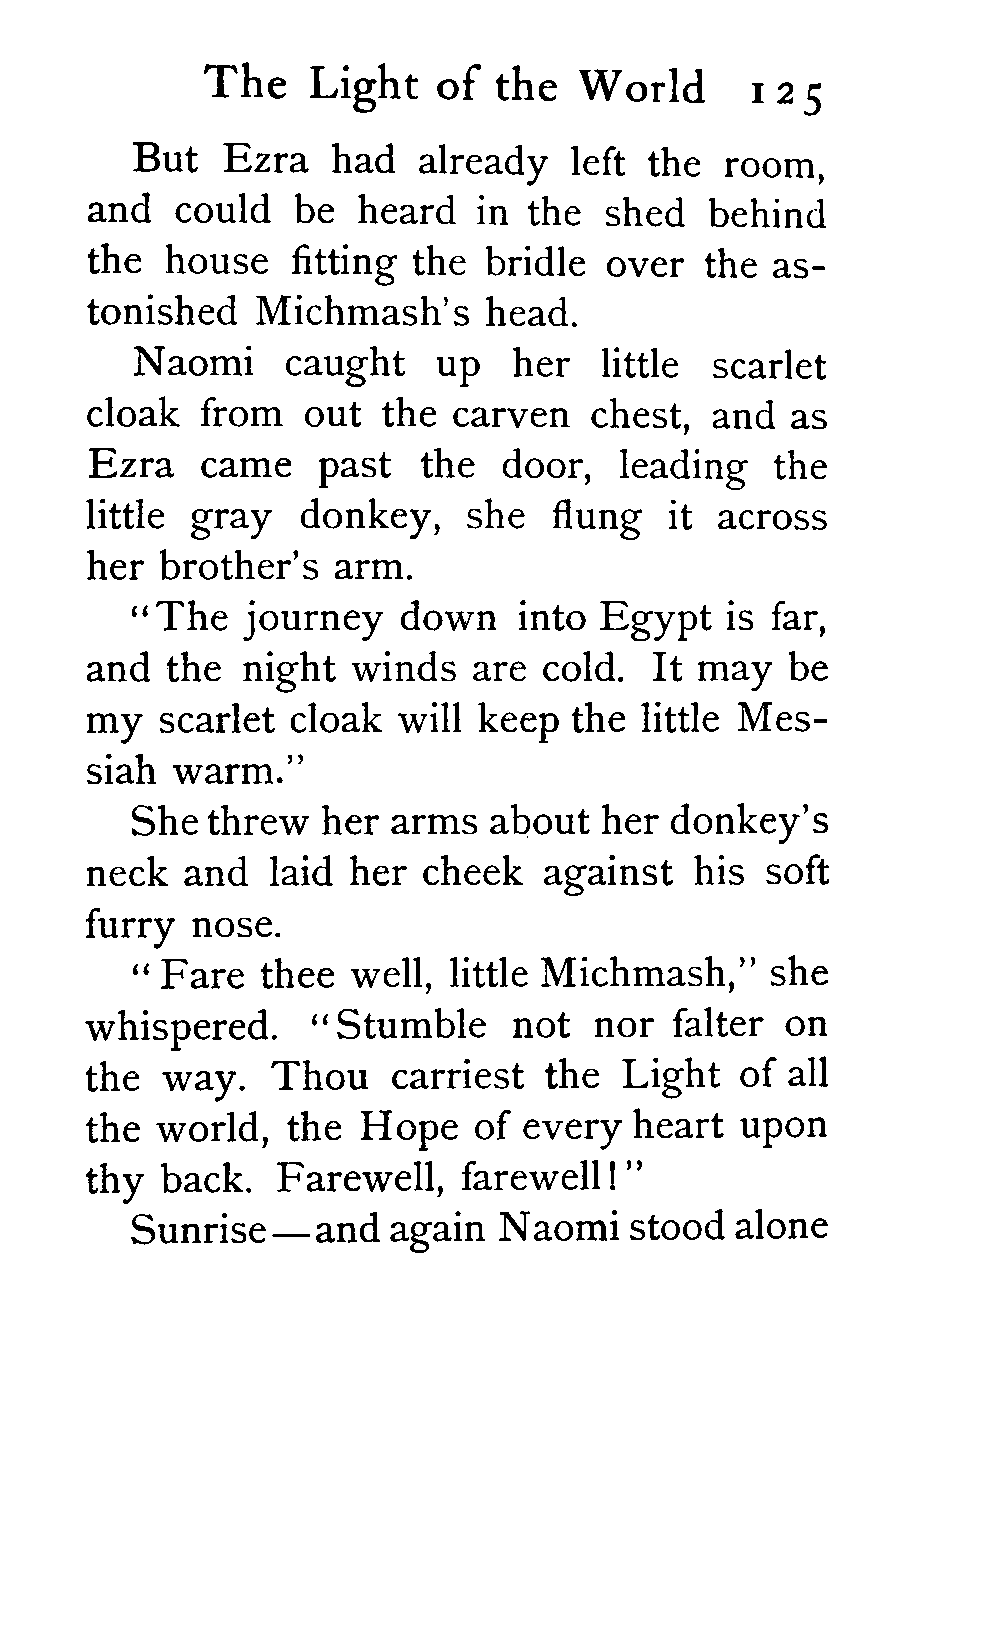 The Light of the World 125
But Ezra had already left the room,
and could be heard in the shed behind
the house fitting the bridle over the as-
tonished Michmash's head.
Naomi caught up her little scarlet
cloak from out the carven chest, and as
Ezra came past the door, leading the
little gray donkey, she flung it across
her brother's arm.
"The journey down into Egypt is far,
and the night winds are cold. It may be
my scarlet cloak will keep the little Mes-
siah warm."
She threw her arms about her donkey's
neck and laid her cheek against his soft
furry nose.
"Fare thee well, little Michmash," she
whispered. "Stumble not nor falter on
the way. Thou carriest the Light of all
the world, the Hope of every heart upon
thy back. Farewell, farewell!"
Sunrise—and again Naomi stood alone